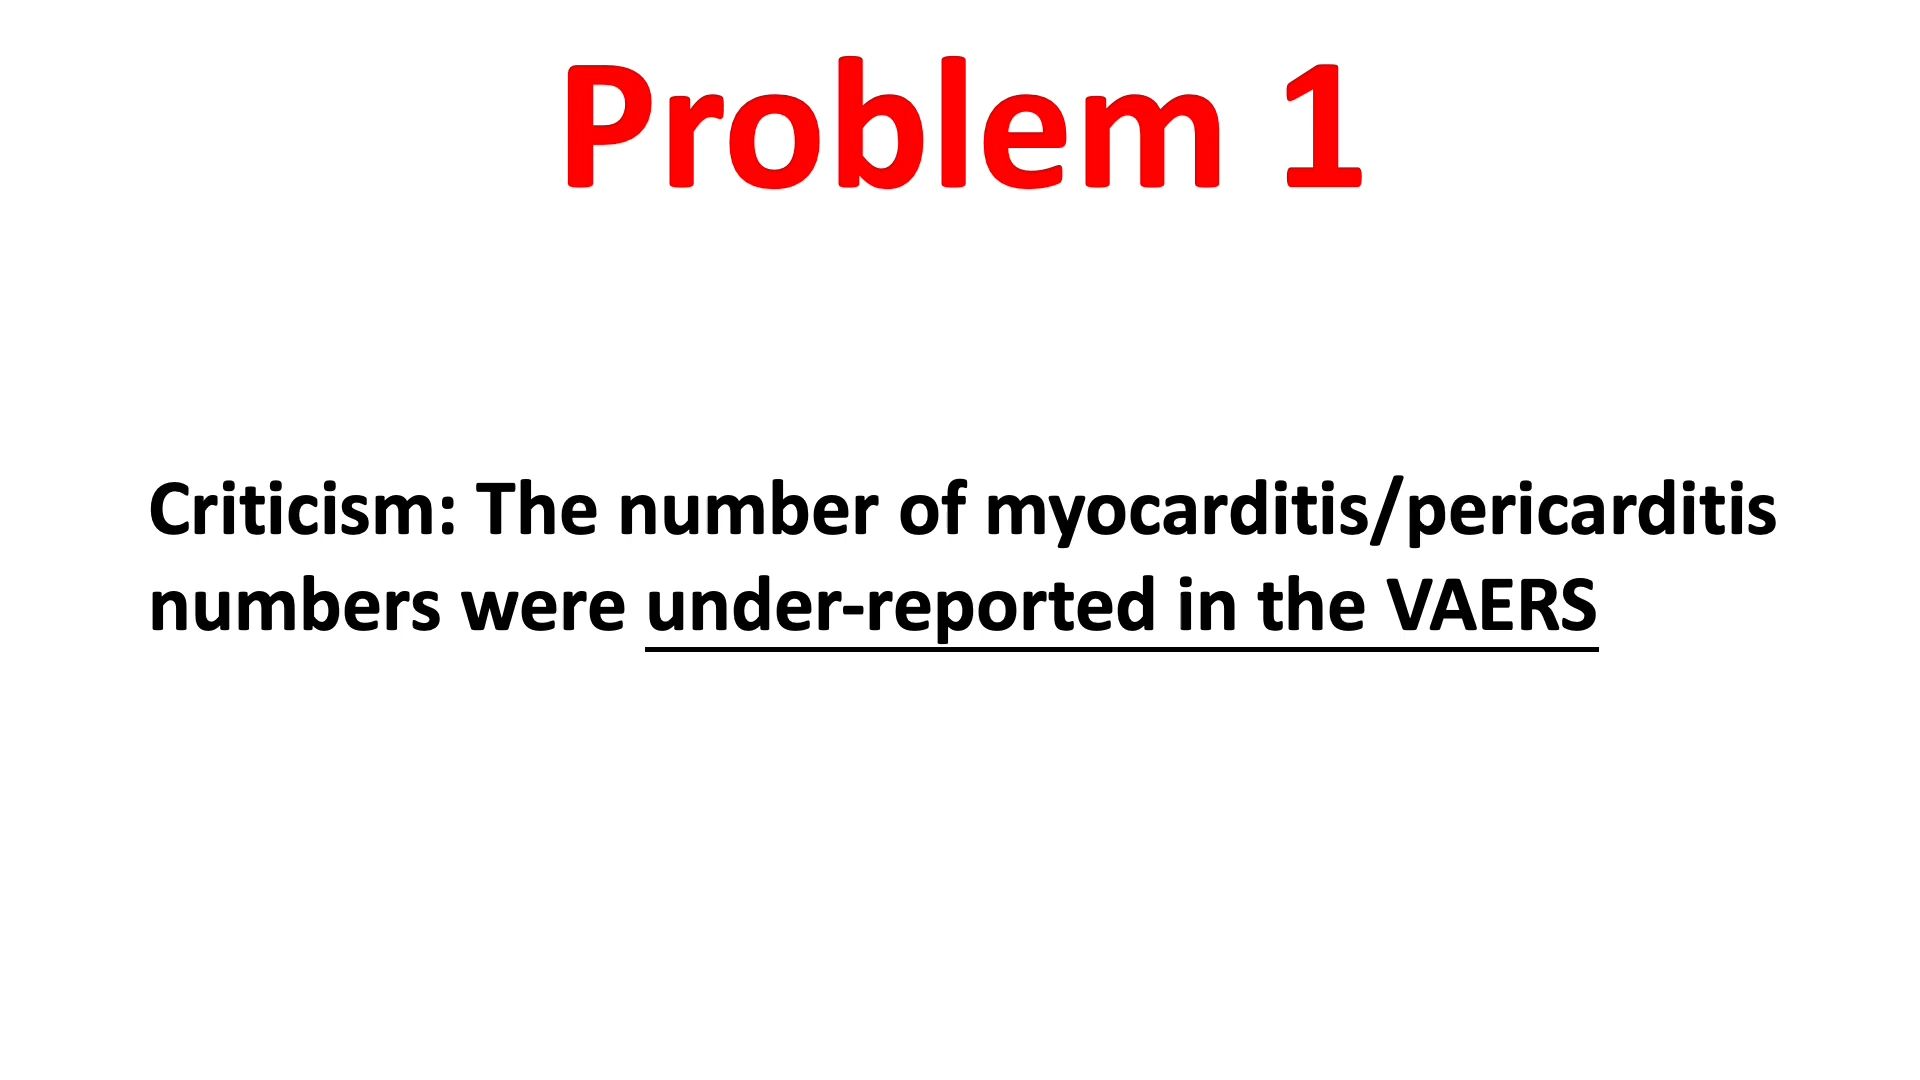 Problem 1
Criticism: The number of myocarditis/pericarditis
numbers were under-reported in the VAERS